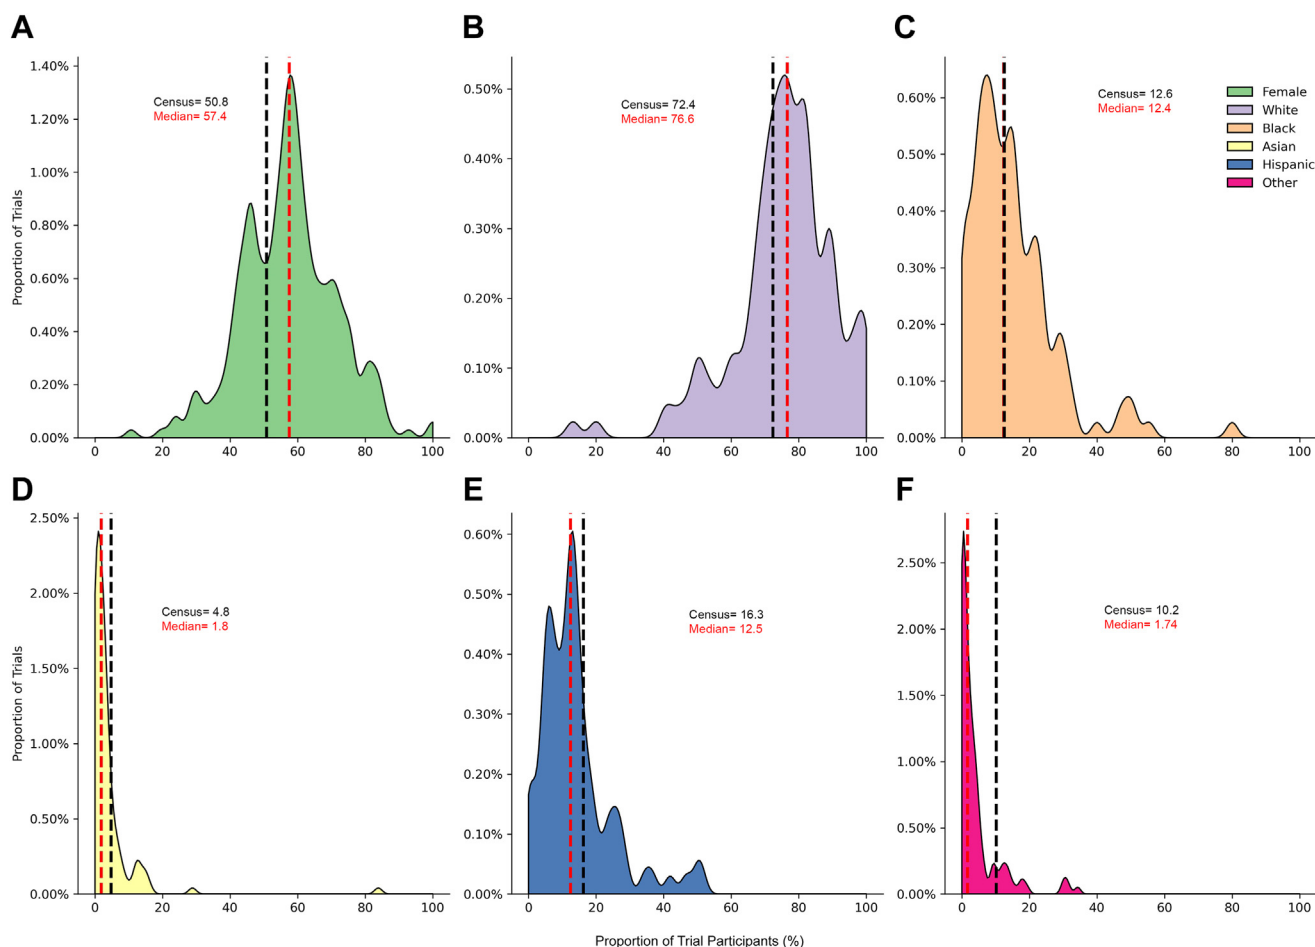 A
B
C
1.40%
1.20%
1.00%
0.80%
0.60%
0.40%
0.20%
0.00%
Proportion of Trials
Census= 50.8
Median= 57.4
0 20 40 60 80 100
0.50%
0.40%
0.30%
0.20%
0.10%
0.00%
Census= 72.4
Median= 76.6
0 20 40 60 80 100
0.60%
0.50%
0.40%
0.30%
0.20%
0.10%
0.00%
Census= 12.6
Median= 12.4
Female
White
Black
Asian
Hispanic
Other
0 20 40 60 80 100
D
E
F
2.50%
2.00%
1.50%
1.00%
0.50%
0.00%
Proportion of Trials
Census= 4.8
Median= 1.8
0 20 40 60 80 100
0.60%
0.50%
0.40%
0.30%
0.20%
0.10%
0.00%
Census= 16.3
Median= 12.5
0 20 40 60 80 100
2.50%
2.00%
1.50%
1.00%
0.50%
0.00%
Census= 10.2
Median= 1.74
0 20 40 60 80 100
Proportion of Trial Participants (%)